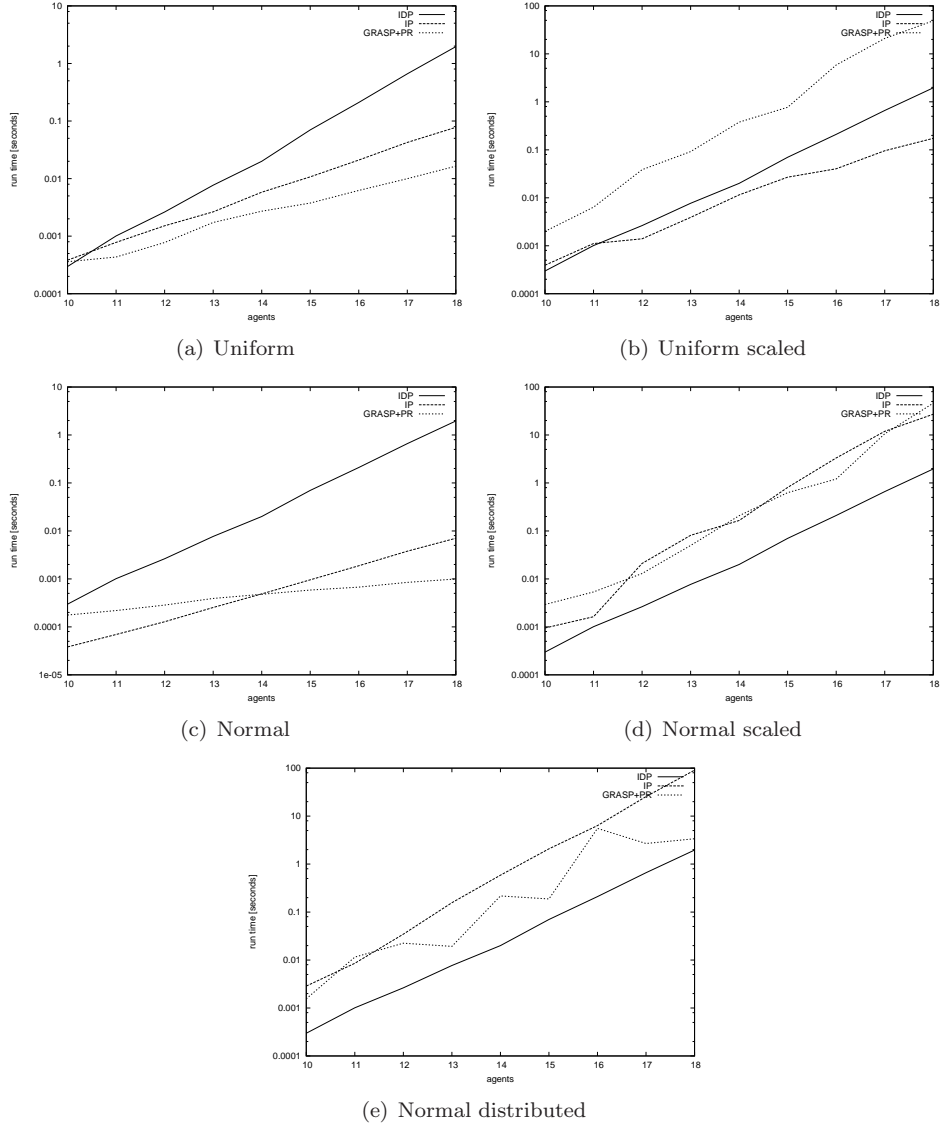 10
1
0.1
0.01
0.001
0.0001
run time [seconds]
IDP
IP
GRASP+PR
10 11 12 13 14 15 16 17 18
agents
(a) Uniform
100
10
1
0.1
0.01
0.001
0.0001
run time [seconds]
IDP
IP
GRASP+PR
10 11 12 13 14 15 16 17 18
agents
(b) Uniform scaled
10
1
0.1
0.01
0.001
0.0001
1e-05
run time [seconds]
IDP
IP
GRASP+PR
10 11 12 13 14 15 16 17 18
agents
(c) Normal
100
10
1
0.1
0.01
0.001
0.0001
run time [seconds]
IDP
IP
GRASP+PR
10 11 12 13 14 15 16 17 18
agents
(d) Normal scaled
100
10
1
0.1
0.01
0.001
0.0001
run time [seconds]
IDP
IP
GRASP+PR
10 11 12 13 14 15 16 17 18
agents
(e) Normal distributed